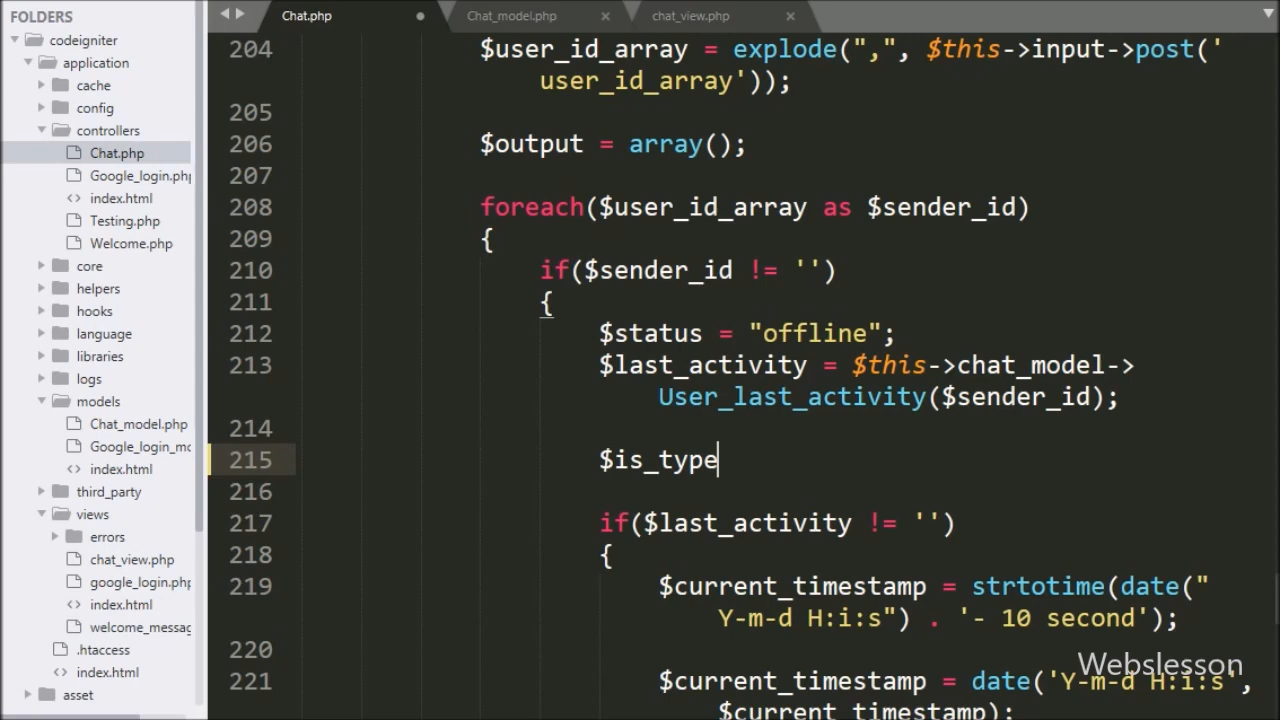 FOLDERS
codeigniter
application
cache
config
controllers
Chat.php
Google_login.php
index.html
Testing.php
Welcome.php
core
helpers
hooks
language
libraries
logs
models
Chat_model.php
Google_login_mo
index.html
third_party
views
errors
chat_view.php
google_login.php
index.html
welcome_messag
.htaccess
index.html
asset
Chat.php
Chat_model.php
chat_view.php
204 $user_id_array = explode(",", $this->input->post('
user_id_array'));
205
206 $output = array();
207
208 foreach($user_id_array as $sender_id)
209 {
210 if($sender_id != '')
211 {
212 $status = "offline";
213 $last_activity = $this->chat_model->
User_last_activity($sender_id);
214
215 $is_type
216
217 if($last_activity != '')
218 {
219 $current_timestamp = strtotime(date("
Y-m-d H:i:s") . '- 10 second');
220
221 $current_timestamp = date('Y-m-d H:i:s',
$current_timestamp);
Webslesson